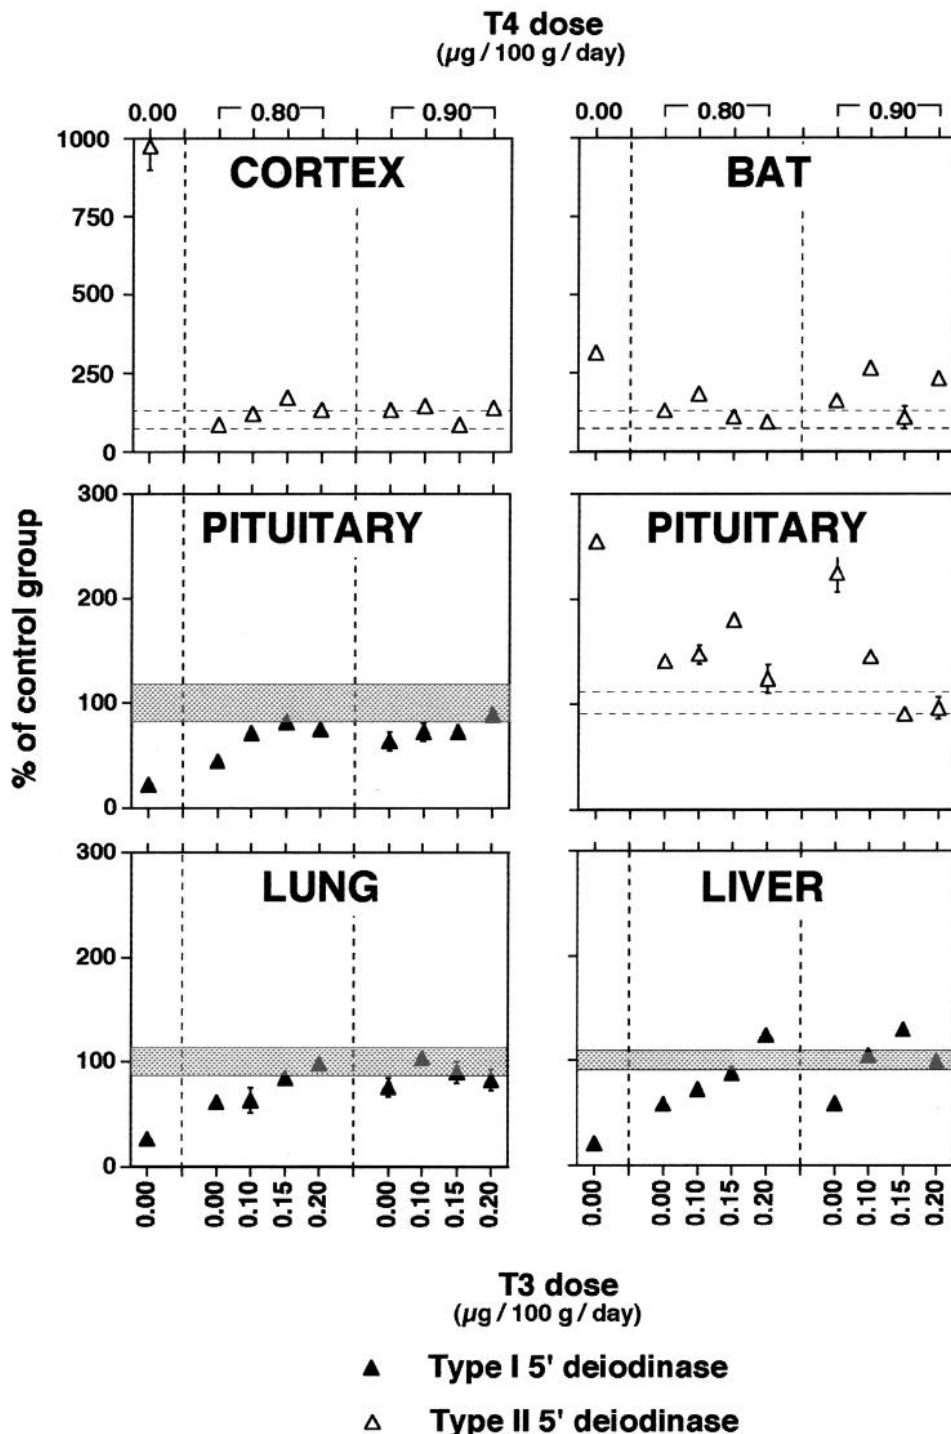 T4 dose
(µg / 100 g / day)
0.00 0.80 0.90 0.00 0.80 0.90
1000
750
500
250
0
CORTEX
BAT
% of control group
300
200
100
0
PITUITARY
PITUITARY
300
200
100
0
LUNG
LIVER
0.00 0.00 0.10 0.15 0.20 0.00 0.10 0.15 0.20 0.00 0.00 0.10 0.15 0.20 0.00 0.10 0.15 0.20
T3 dose
(µg / 100 g / day)
Type I 5' deiodinase
Type II 5' deiodinase